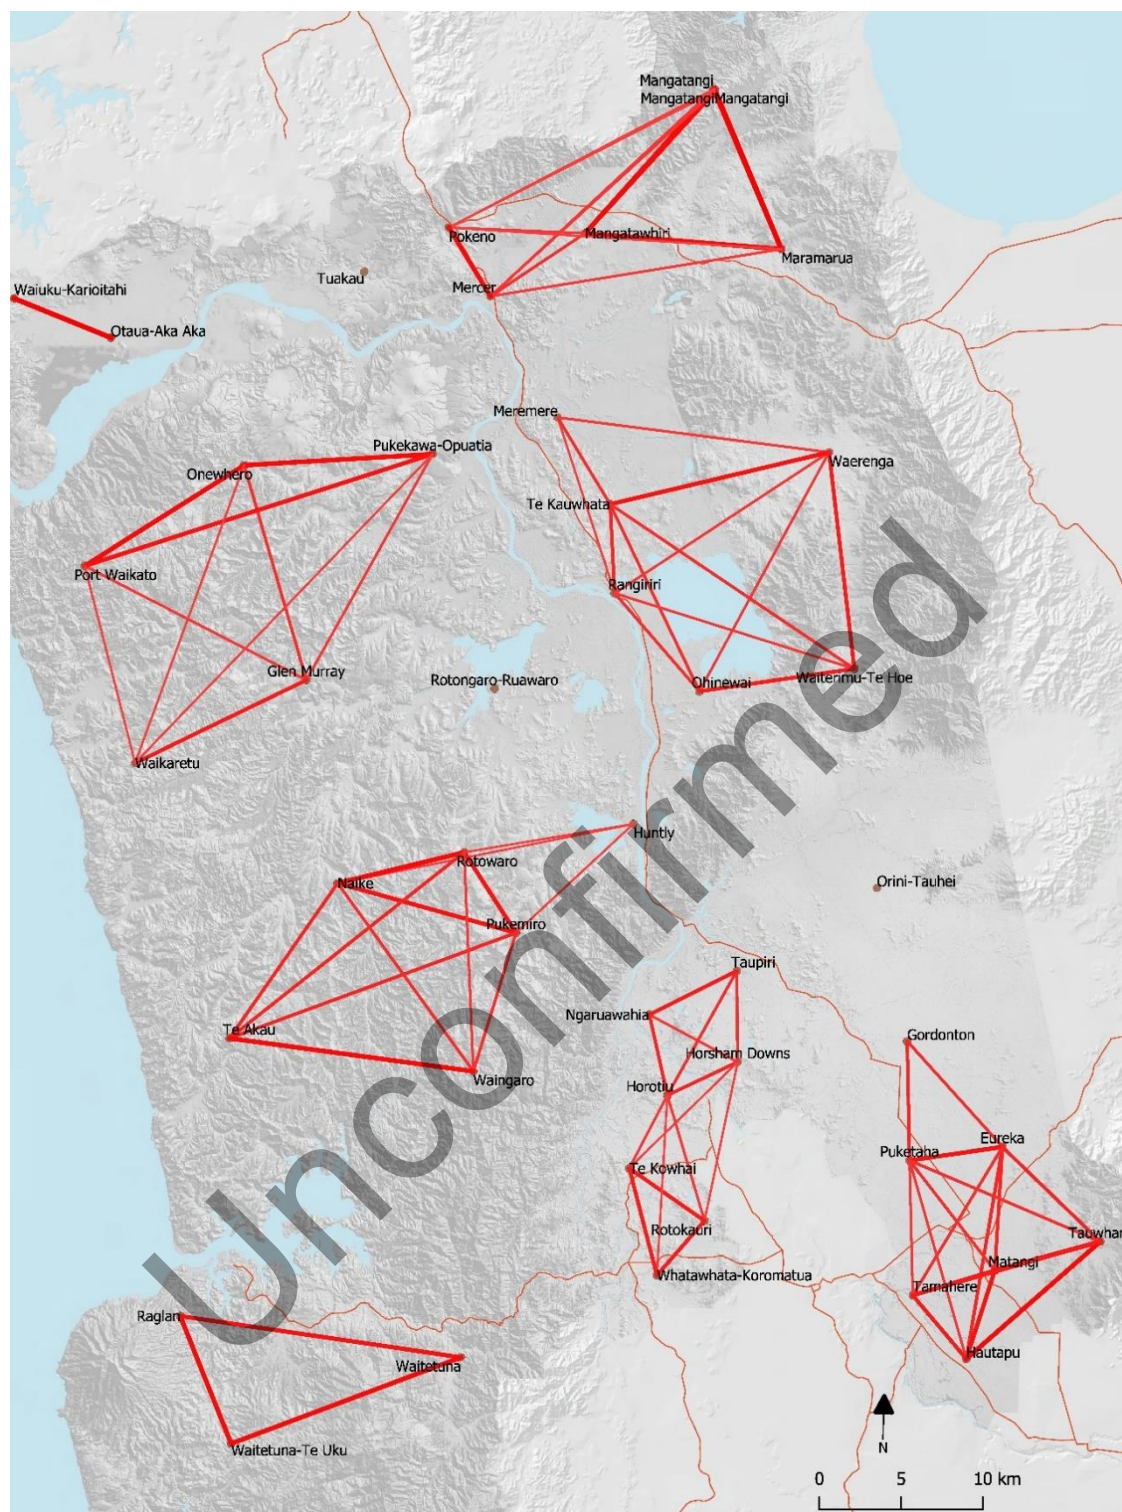 Mangatangi
MangatangiMangatangi
Pokeno
Mangatawhiri
Maramarua
Tuakau
Mercer
Waiuku-Karioitahi
Otaua-Aka Aka
Meremere
Pukekawa-Opuatia
Onewhero
Waerenga
Te Kauwhata
Port Waikato
Rangiriri
Glen Murray
Rotongaro-Ruawaro
Ohinewai
Waiterimu-Te Hoe
Waikaretu
Huntly
Rotowaro
Naike
Orini-Tauhei
Pukemiro
Taupiri
Ngaruawahia
Te Akau
Gordonton
Horsham Downs
Waingaro
Horotiu
Eureka
Puketaha
Te Kowhai
Rotokauri
Tauwhar
Matangi
Whatawhata-Koromatua
Tamahere
Raglan
Hautapu
Waitetuna
Waitetuna-Te Uku
N
0 5 10 km
Unconfirmed